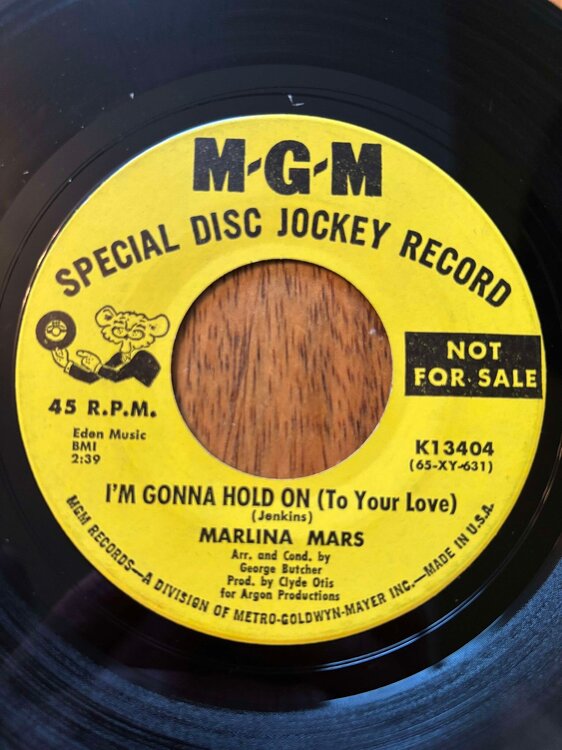 M-G-M
SPECIAL DISC JOCKEY RECORD
NOT
FOR SALE
45 R.P.M.
Eden Music
BMI
2:39
K13404
(65-XY-631)
I'M GONNA HOLD ON (To Your Love)
(Jenkins)
MARLINA MARS
Arr. and Cond. by
George Butcher
Prod. by Clyde Otis
for Argon Productions
MGM RECORDS—A DIVISION OF METRO-GOLDWYN-MAYER INC.—MADE IN U.S.A.